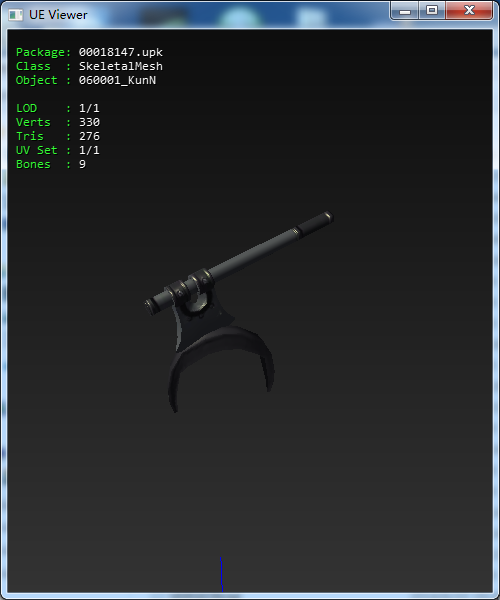 UE Viewer
Package: 00018147.upk
Class : SkeletalMesh
Object : 060001_KunN
LOD : 1/1
Verts : 330
Tris : 276
UV Set : 1/1
Bones : 9